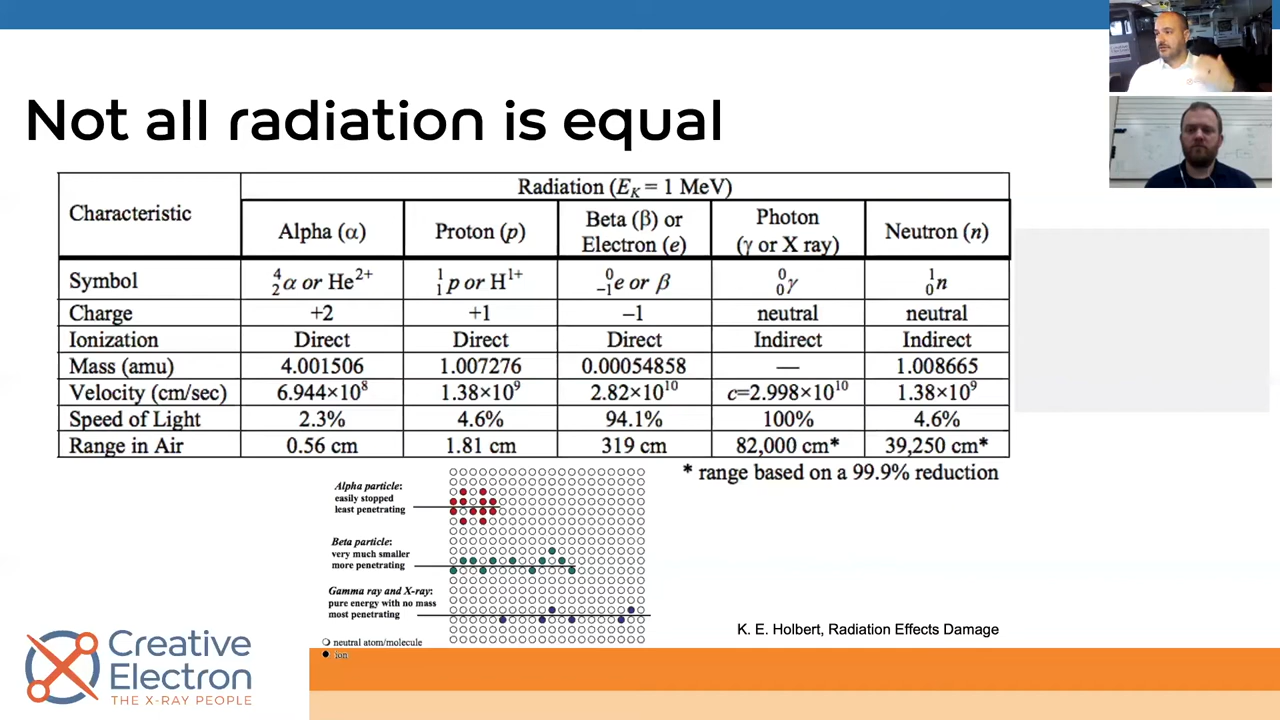 Not all radiation is equal
Characteristic
Radiation (E_K = 1 MeV)
Alpha (α)
Proton (p)
Beta (β) or
Electron (e)
Photon
(γ or X ray)
Neutron (n)
Symbol
⁴₂α or He²⁺
¹₁p or H¹⁺
⁰₋₁e or β
⁰₀γ
¹₀n
Charge +2 +1 –1 neutral neutral
Ionization Direct Direct Direct Indirect Indirect
Mass (amu) 4.001506 1.007276 0.00054858 — 1.008665
Velocity (cm/sec) 6.944×10⁸ 1.38×10⁹ 2.82×10¹⁰ c=2.998×10¹⁰ 1.38×10⁹
Speed of Light 2.3% 4.6% 94.1% 100% 4.6%
Range in Air 0.56 cm 1.81 cm 319 cm 82,000 cm* 39,250 cm*
* range based on a 99.9% reduction
Alpha particle:
easily stopped
least penetrating
Beta particle:
very much smaller
more penetrating
Gamma ray and X-ray:
pure energy with no mass
most penetrating
neutral atom/molecule
ion
K. E. Holbert, Radiation Effects Damage
Creative
Electron
THE X-RAY PEOPLE